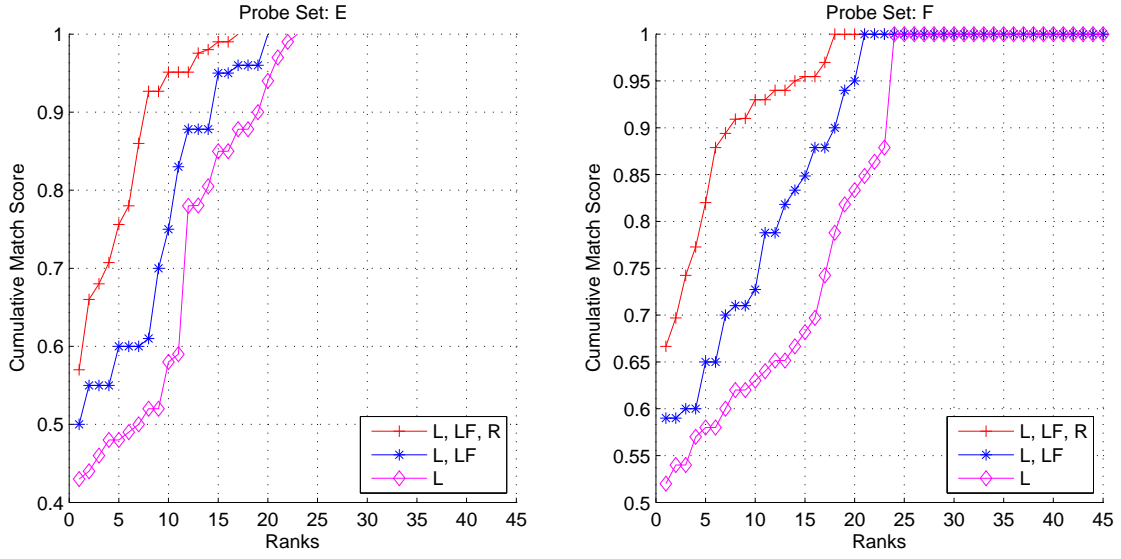 Probe Set: E
Cumulative Match Score
1
0.9
0.8
0.7
0.6
0.5
0.4
0 5 10 15 20 25 30 35 40 45
Ranks
L, LF, R
L, LF
L
Probe Set: F
Cumulative Match Score
1
0.95
0.9
0.85
0.8
0.75
0.7
0.65
0.6
0.55
0.5
0 5 10 15 20 25 30 35 40 45
Ranks
L, LF, R
L, LF
L